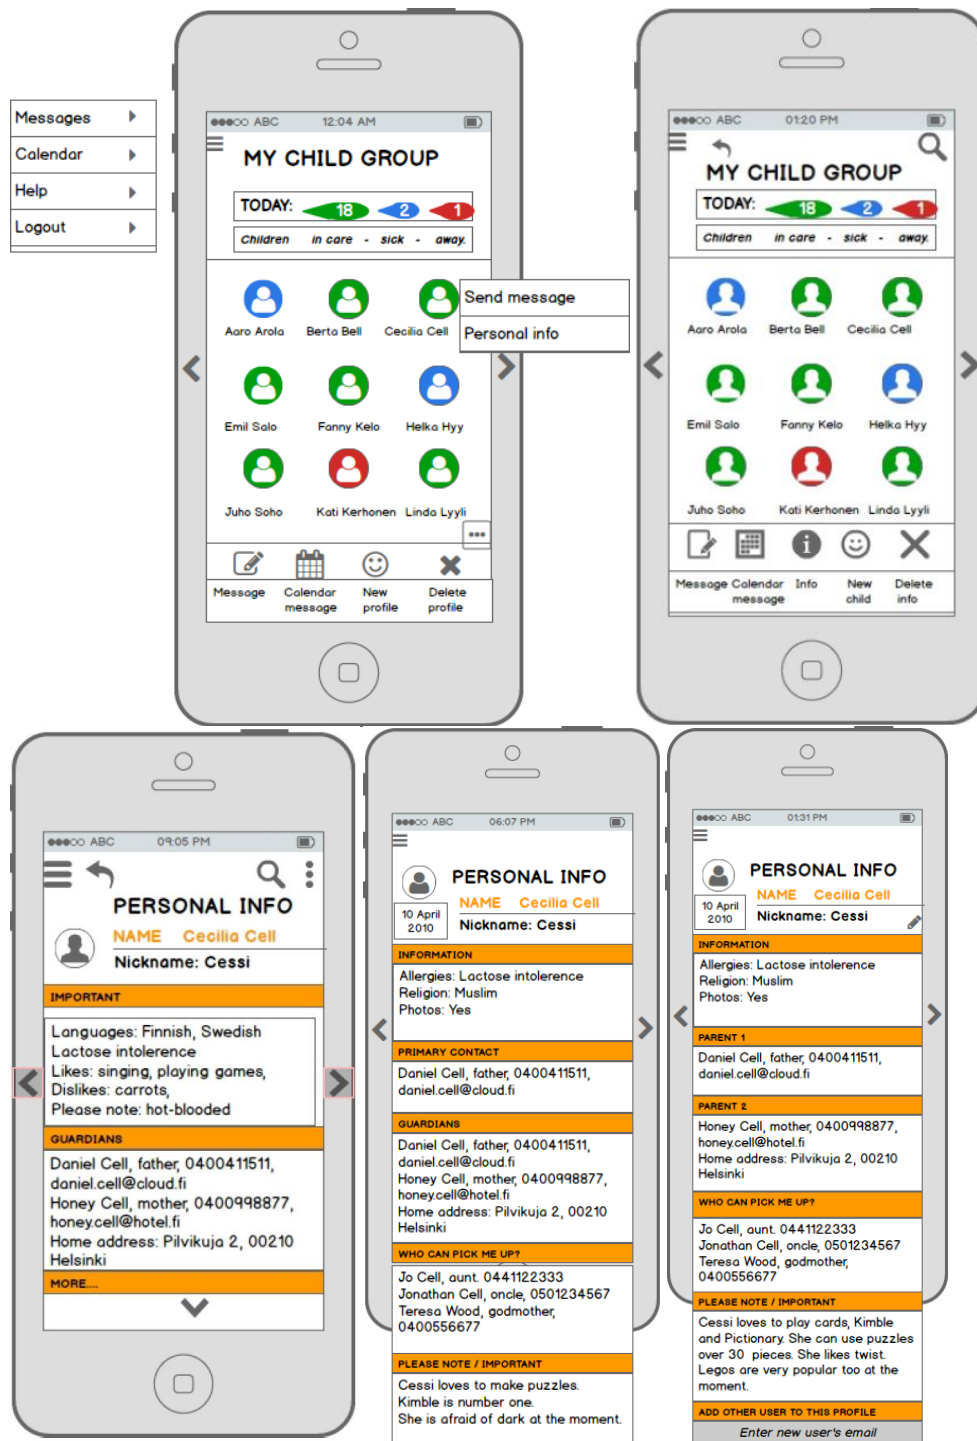 Messages
Calendar
Help
Logout
ABC 12:04 AM
MY CHILD GROUP
TODAY: 18 2 1
Children in care - sick - away.
Aaro Arola Berta Bell Cecilia Cell
Send message
Personal info
Emil Salo Fanny Kelo Helka Hyy
Juho Soho Kati Kerhonen Linda Lyyli
Message Calendar message New profile Delete profile
ABC 01:20 PM
MY CHILD GROUP
TODAY: 18 2 1
Children in care - sick - away.
Aaro Arola Berta Bell Cecilia Cell
Emil Salo Fanny Kelo Helka Hyy
Juho Soho Kati Kerhonen Linda Lyyli
Message Calendar message Info New child Delete info
ABC 09:05 PM
PERSONAL INFO
NAME Cecilia Cell
Nickname: Cessi
IMPORTANT
Languages: Finnish, Swedish
Lactose intolerence
Likes: singing, playing games,
Dislikes: carrots,
Please note: hot-blooded
GUARDIANS
Daniel Cell, father, 0400411511,
daniel.cell@cloud.fi
Honey Cell, mother, 0400998877,
honey.cell@hotel.fi
Home address: Pilvikuja 2, 00210
Helsinki
MORE....
ABC 06:07 PM
PERSONAL INFO
10 April
2010
NAME Cecilia Cell
Nickname: Cessi
INFORMATION
Allergies: Lactose intolerence
Religion: Muslim
Photos: Yes
PRIMARY CONTACT
Daniel Cell, father, 0400411511,
daniel.cell@cloud.fi
GUARDIANS
Daniel Cell, father, 0400411511,
daniel.cell@cloud.fi
Honey Cell, mother, 0400998877,
honey.cell@hotel.fi
Home address: Pilvikuja 2, 00210
Helsinki
WHO CAN PICK ME UP?
Jo Cell, aunt. 0441122333
Jonathan Cell, oncle, 0501234567
Teresa Wood, godmother,
0400556677
PLEASE NOTE / IMPORTANT
Cessi loves to make puzzles.
Kimble is number one.
She is afraid of dark at the moment.
ABC 01:31 PM
PERSONAL INFO
10 April
2010
NAME Cecilia Cell
Nickname: Cessi
INFORMATION
Allergies: Lactose intolerence
Religion: Muslim
Photos: Yes
PARENT 1
Daniel Cell, father, 0400411511,
daniel.cell@cloud.fi
PARENT 2
Honey Cell, mother, 0400998877,
honey.cell@hotel.fi
Home address: Pilvikuja 2, 00210
Helsinki
WHO CAN PICK ME UP?
Jo Cell, aunt. 0441122333
Jonathan Cell, oncle, 0501234567
Teresa Wood, godmother,
0400556677
PLEASE NOTE / IMPORTANT
Cessi loves to play cards, Kimble
and Pictionary. She can use puzzles
over 30 pieces. She likes twist.
Legos are very popular too at the
moment.
ADD OTHER USER TO THIS PROFILE
Enter new user's email